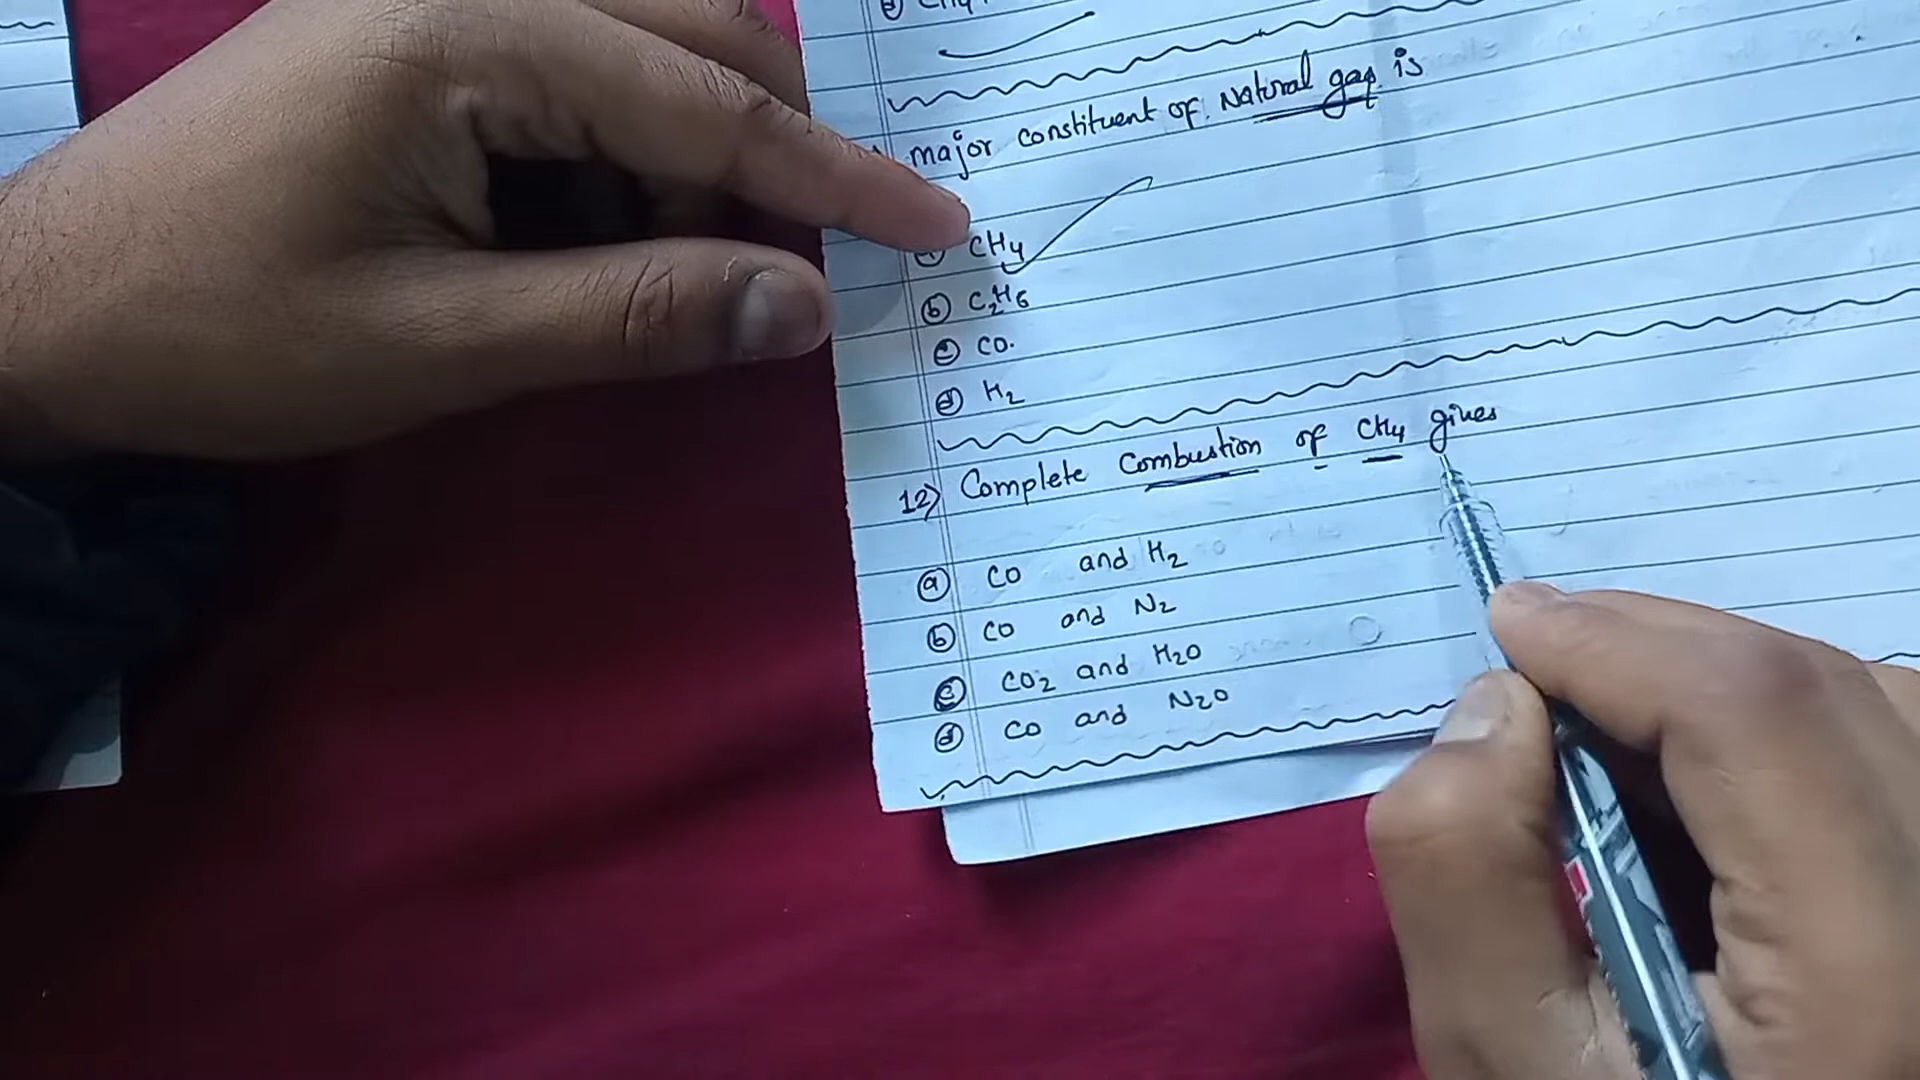 major constituent of Natural gas is
CH4
b C2H6
c CO.
d H2
12) Complete Combustion of CH4 gives
a CO and H2
b CO and N2
c CO2 and H2O
d CO and N2O